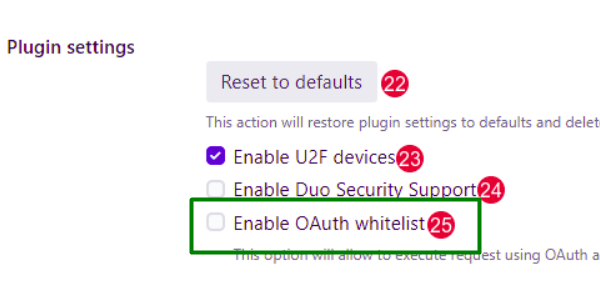 Plugin settings
Reset to defaults 22
This action will restore plugin settings to defaults and delet
Enable U2F devices 23
Enable Duo Security Support 24
Enable OAuth whitelist 25
This option will allow to execute request using OAuth a